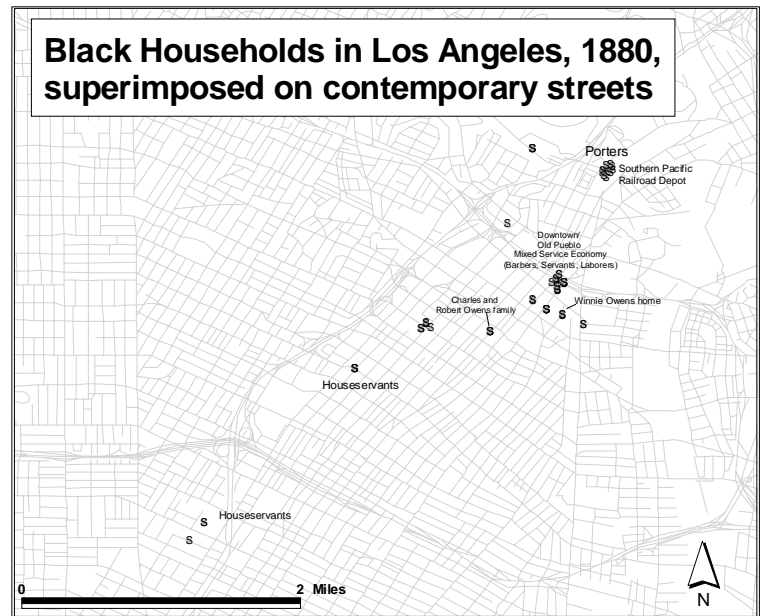 Black Households in Los Angeles, 1880,
superimposed on contemporary streets
S
Porters
Southern Pacific
Railroad Depot
S
Downtown/
Old Pueblo
Mixed Service Economy
(Barbers, Servants, Laborers)
S
S
Winnie Owens home
S
S
S
Charles and
Robert Owens family
S
S
S
S
S
Houseservants
S
Houseservants
S
0
2 Miles
N